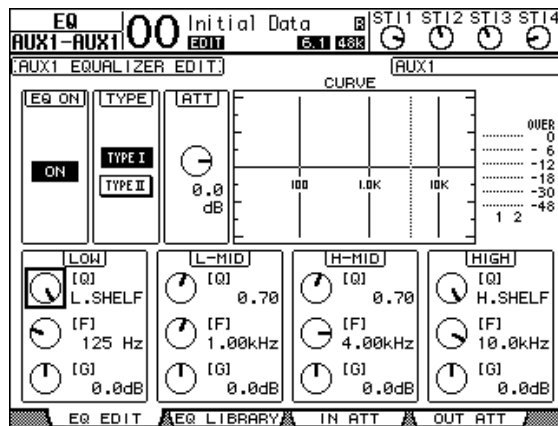 EQ
AUX1-AUX1
00
Initial Data
R
EDIT
6.1
48K
STI1 STI2 STI3 STI4
AUX1 EQUALIZER EDIT
AUX1
EQ ON
ON
TYPE
TYPE I
TYPE II
ATT
0.0
dB
CURVE
100 1.0K 10K
OVER
0
- 6
-12
-18
-30
-48
1 2
LOW
[Q]
L.SHELF
[F]
125 Hz
[G]
0.0dB
L-MID
[Q]
0.70
[F]
1.00kHz
[G]
0.0dB
H-MID
[Q]
0.70
[F]
4.00kHz
[G]
0.0dB
HIGH
[Q]
H.SHELF
[F]
10.0kHz
[G]
0.0dB
EQ EDIT EQ LIBRARY IN ATT OUT ATT